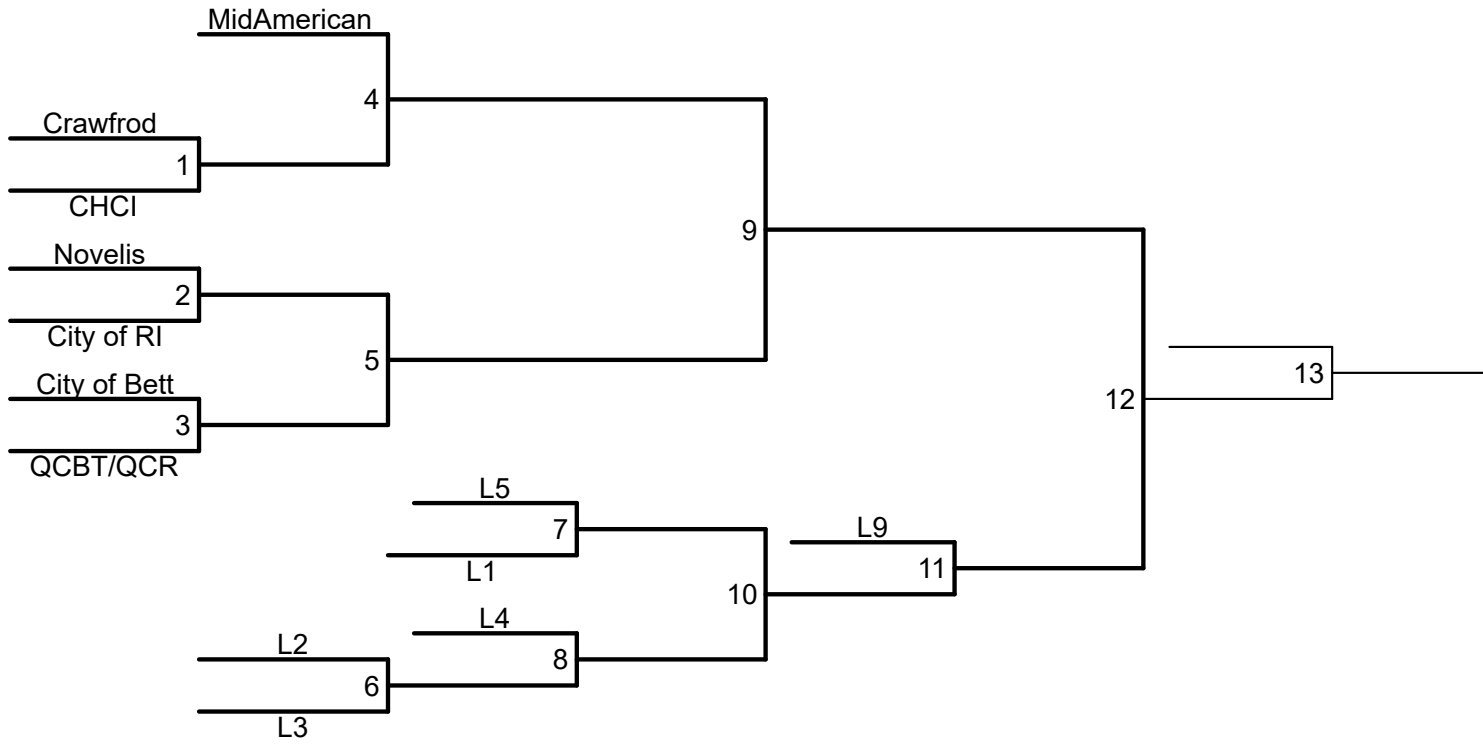 MidAmerican
4
Crawfrod
1
CHCI
9
Novelis
2
City of RI
5
City of Bett
3
QCBT/QCR
13
12
L5
7
L1
L9
11
10
L4
8
L2
6
L3